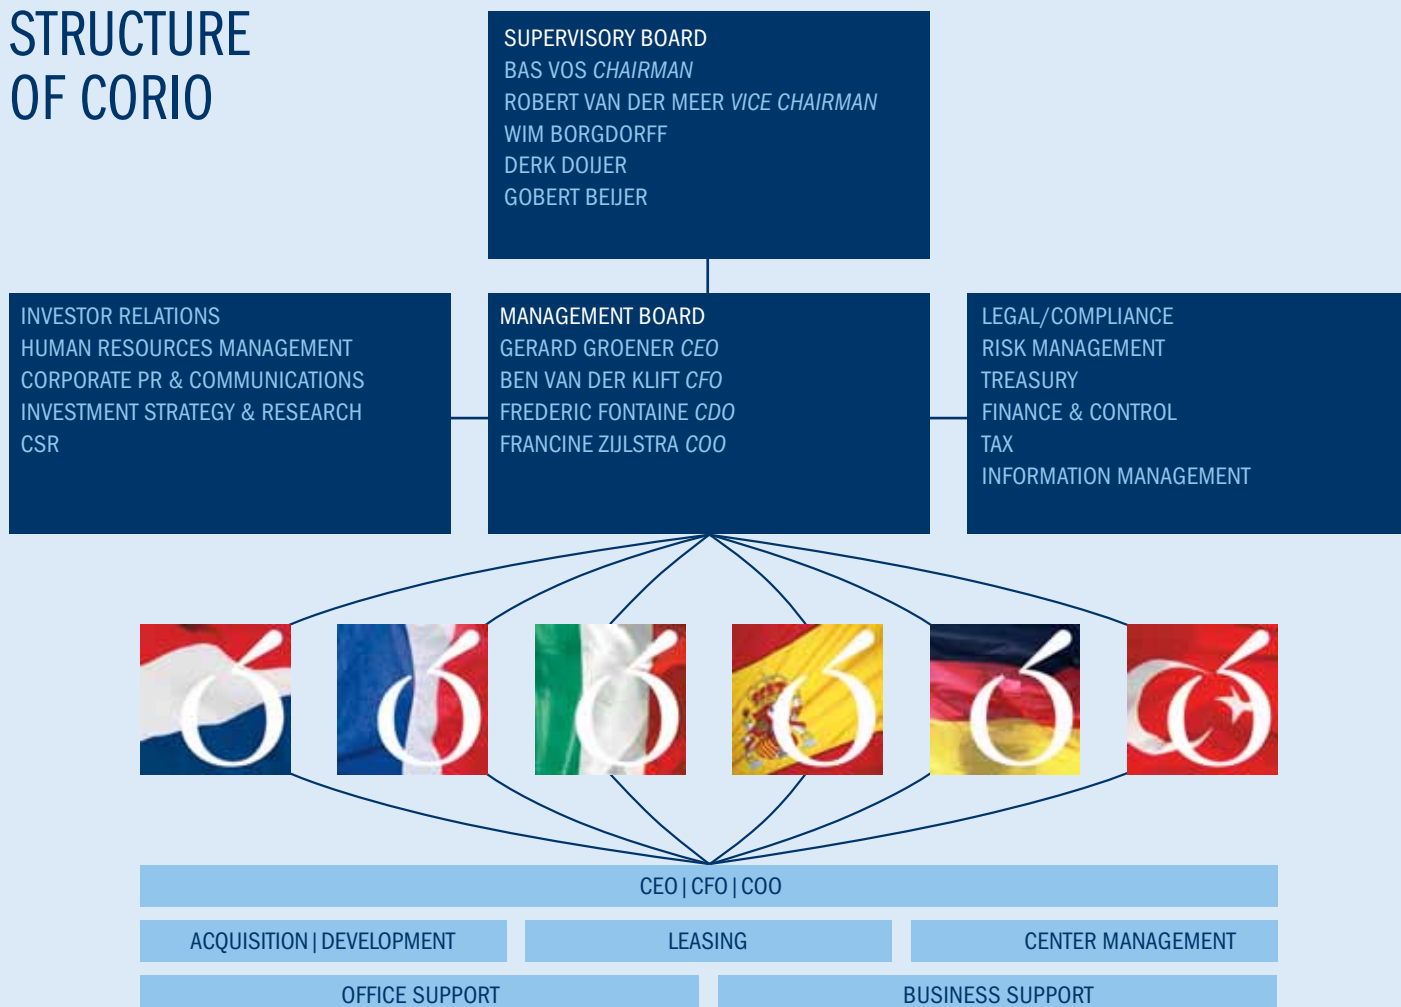 STRUCTURE
OF CORIO
SUPERVISORY BOARD
BAS VOS CHAIRMAN
ROBERT VAN DER MEER VICE CHAIRMAN
WIM BORGDORFF
DERK DOIJER
GOBERT BEIJER
INVESTOR RELATIONS
HUMAN RESOURCES MANAGEMENT
CORPORATE PR & COMMUNICATIONS
INVESTMENT STRATEGY & RESEARCH
CSR
MANAGEMENT BOARD
GERARD GROENER CEO
BEN VAN DER KLIFT CFO
FREDERIC FONTAINE CDO
FRANCINE ZIJLSTRA COO
LEGAL/COMPLIANCE
RISK MANAGEMENT
TREASURY
FINANCE & CONTROL
TAX
INFORMATION MANAGEMENT
CEO | CFO | COO
ACQUISITION | DEVELOPMENT
LEASING
CENTER MANAGEMENT
OFFICE SUPPORT
BUSINESS SUPPORT